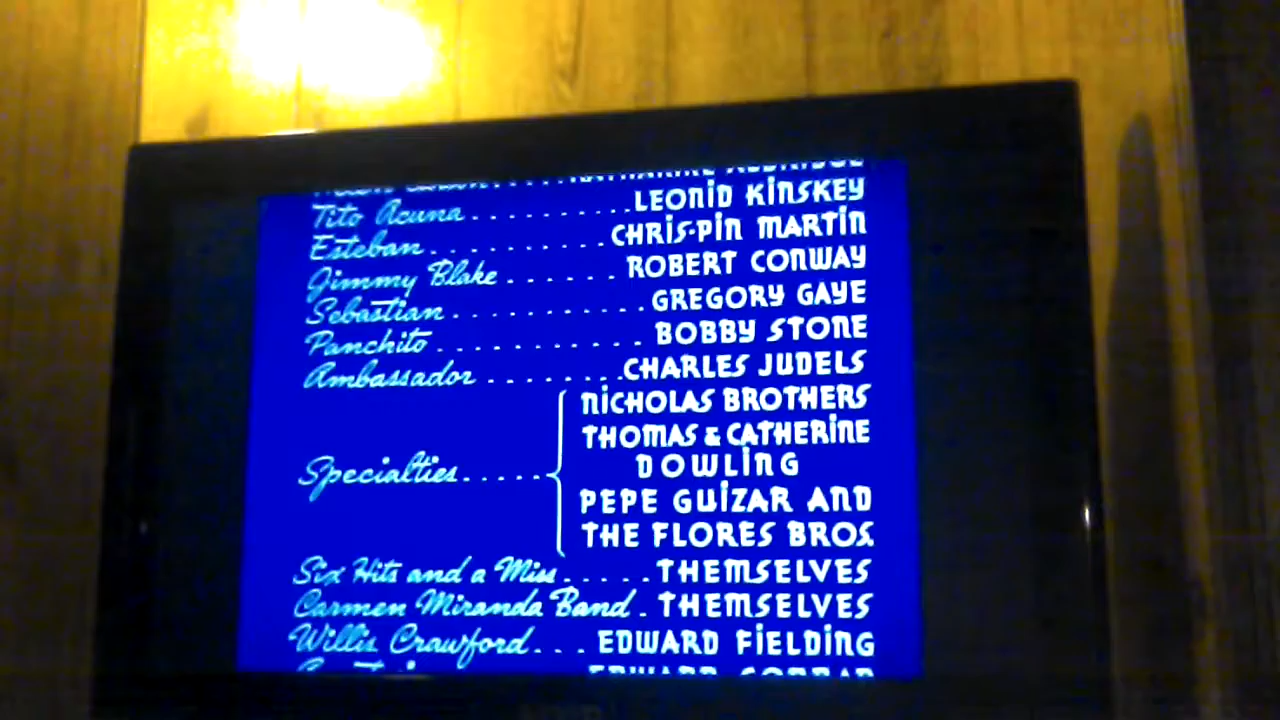 Tito Acuna . . . . . . . . . . LEONID KINSKEY
Esteban . . . . . . . . . . . CHRIS-PIN MARTIN
Jimmy Blake . . . . . . ROBERT CONWAY
Sebastian . . . . . . . . . . . GREGORY GAYE
Panchito . . . . . . . . . . . . BOBBY STONE
Ambassador . . . . . . . . CHARLES JUDELS
NICHOLAS BROTHERS
THOMAS & CATHERINE
DOWLING
Specialties . . . . .
PEPE GUIZAR AND
THE FLORES BROS.
Six Hits and a Miss . . . . . THEMSELVES
Carmen Miranda Band . THEMSELVES
Willis Crawford . . . EDWARD FIELDING